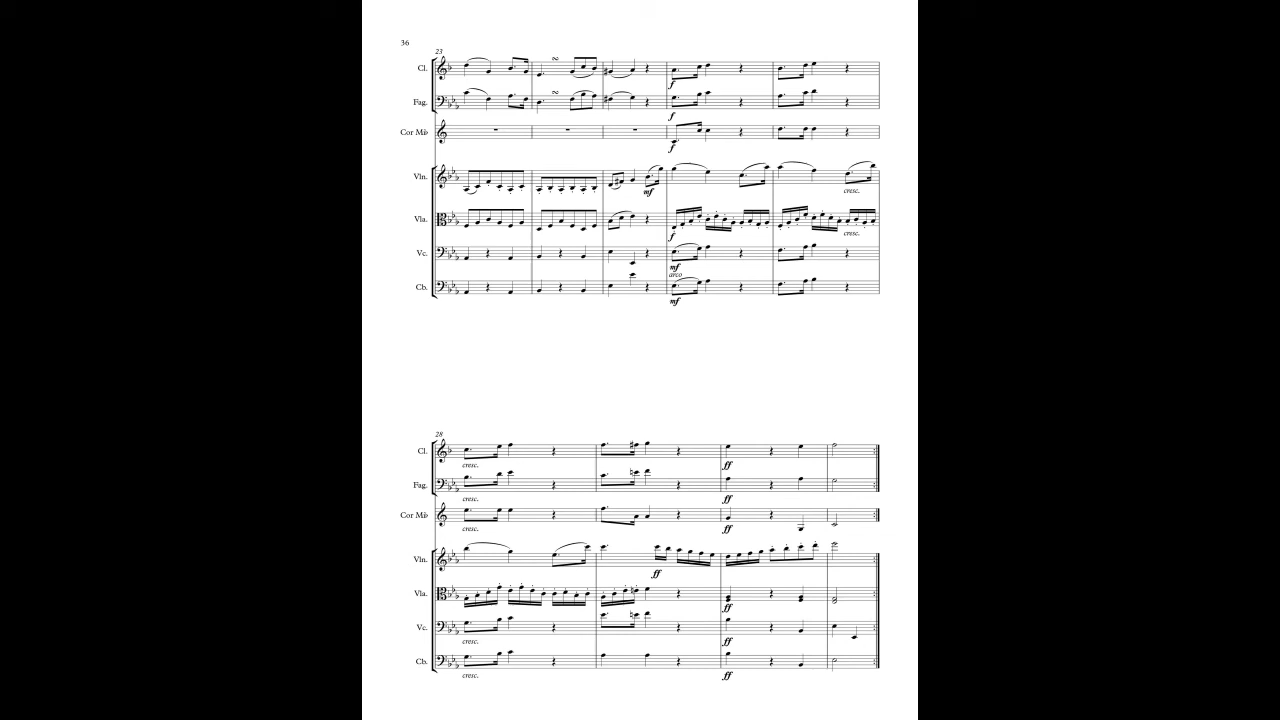 36
23
Cl.
Fag.
f
f
Cor Mi♭
f
Vln.
mf
cresc.
Vla.
f
cresc.
Vc.
mf
arco
Cb.
mf
28
Cl.
cresc.
ff
Fag.
cresc.
ff
Cor Mi♭
cresc.
ff
Vln.
ff
Vla.
ff
Vc.
cresc.
ff
Cb.
cresc.
ff